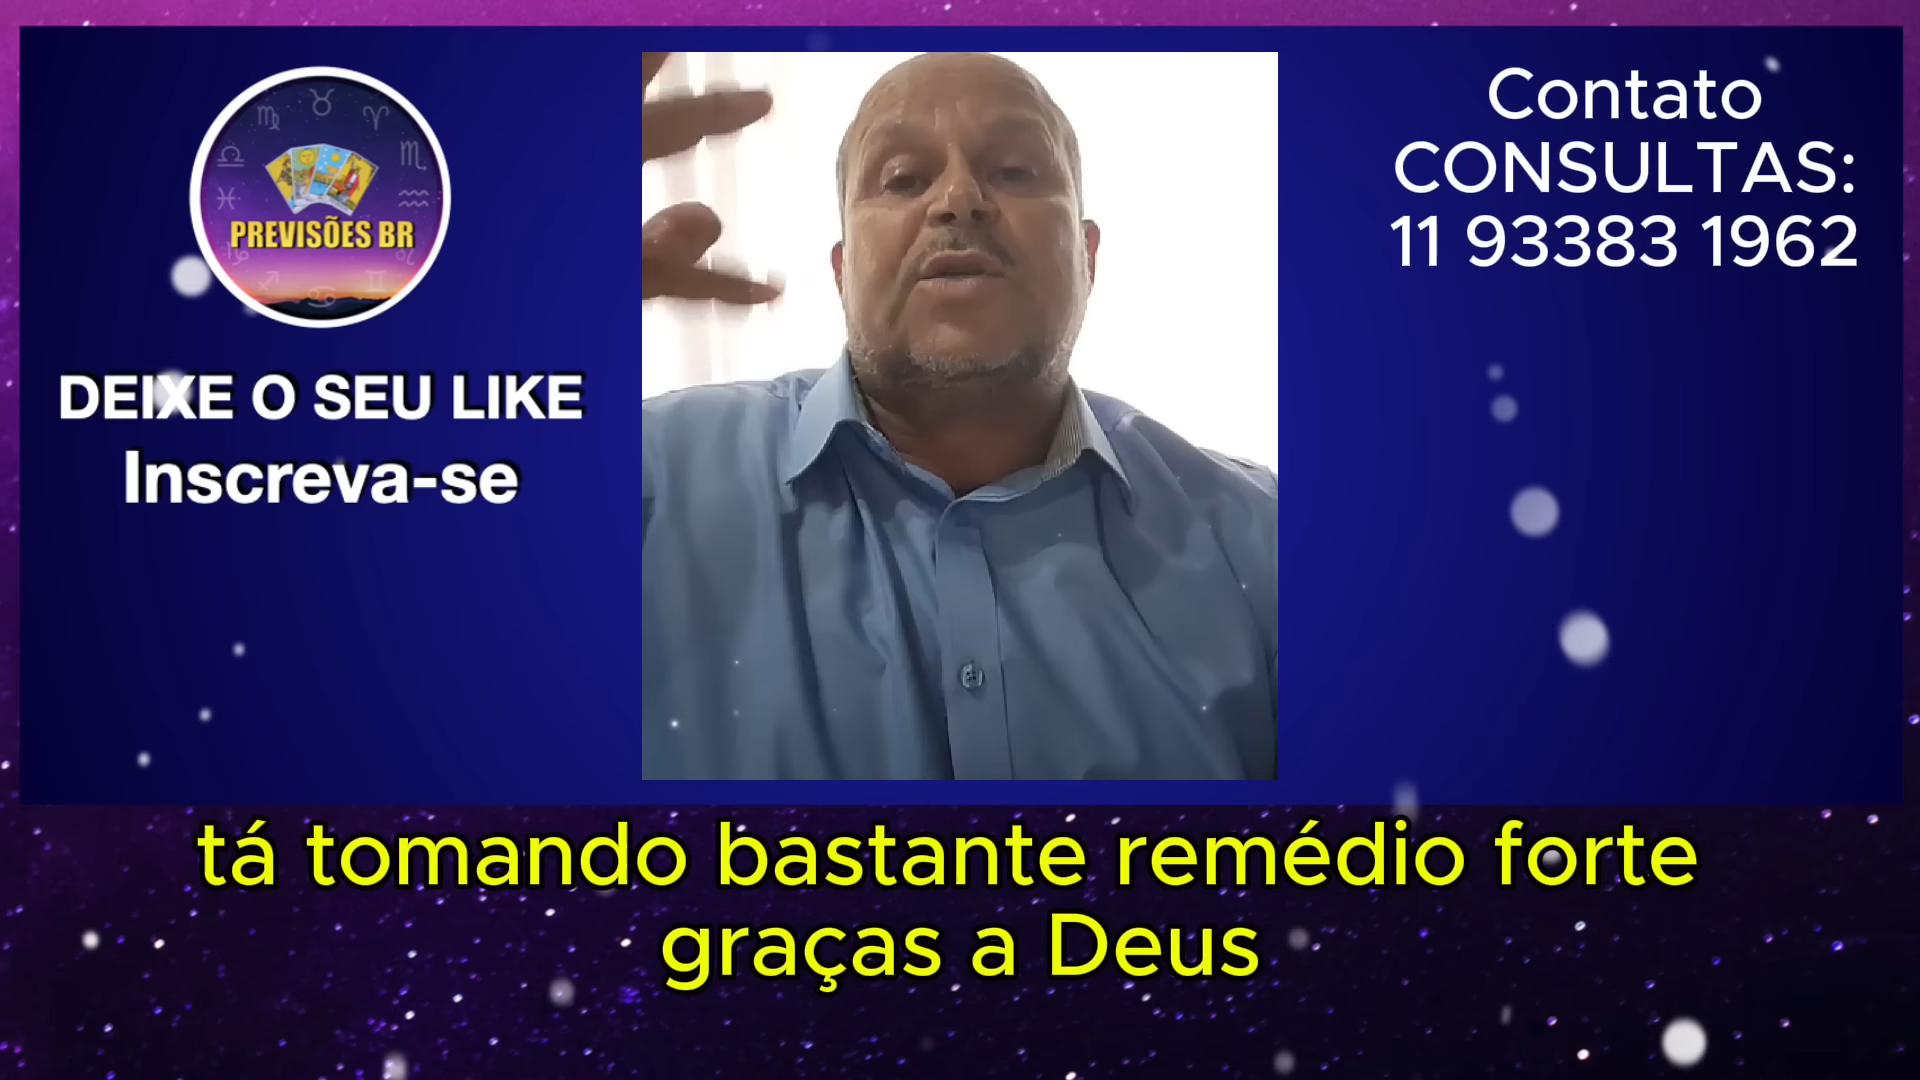 PREVISÕES BR
DEIXE O SEU LIKE
Inscreva-se
Contato
CONSULTAS:
11 93383 1962
tá tomando bastante remédio forte
graças a Deus